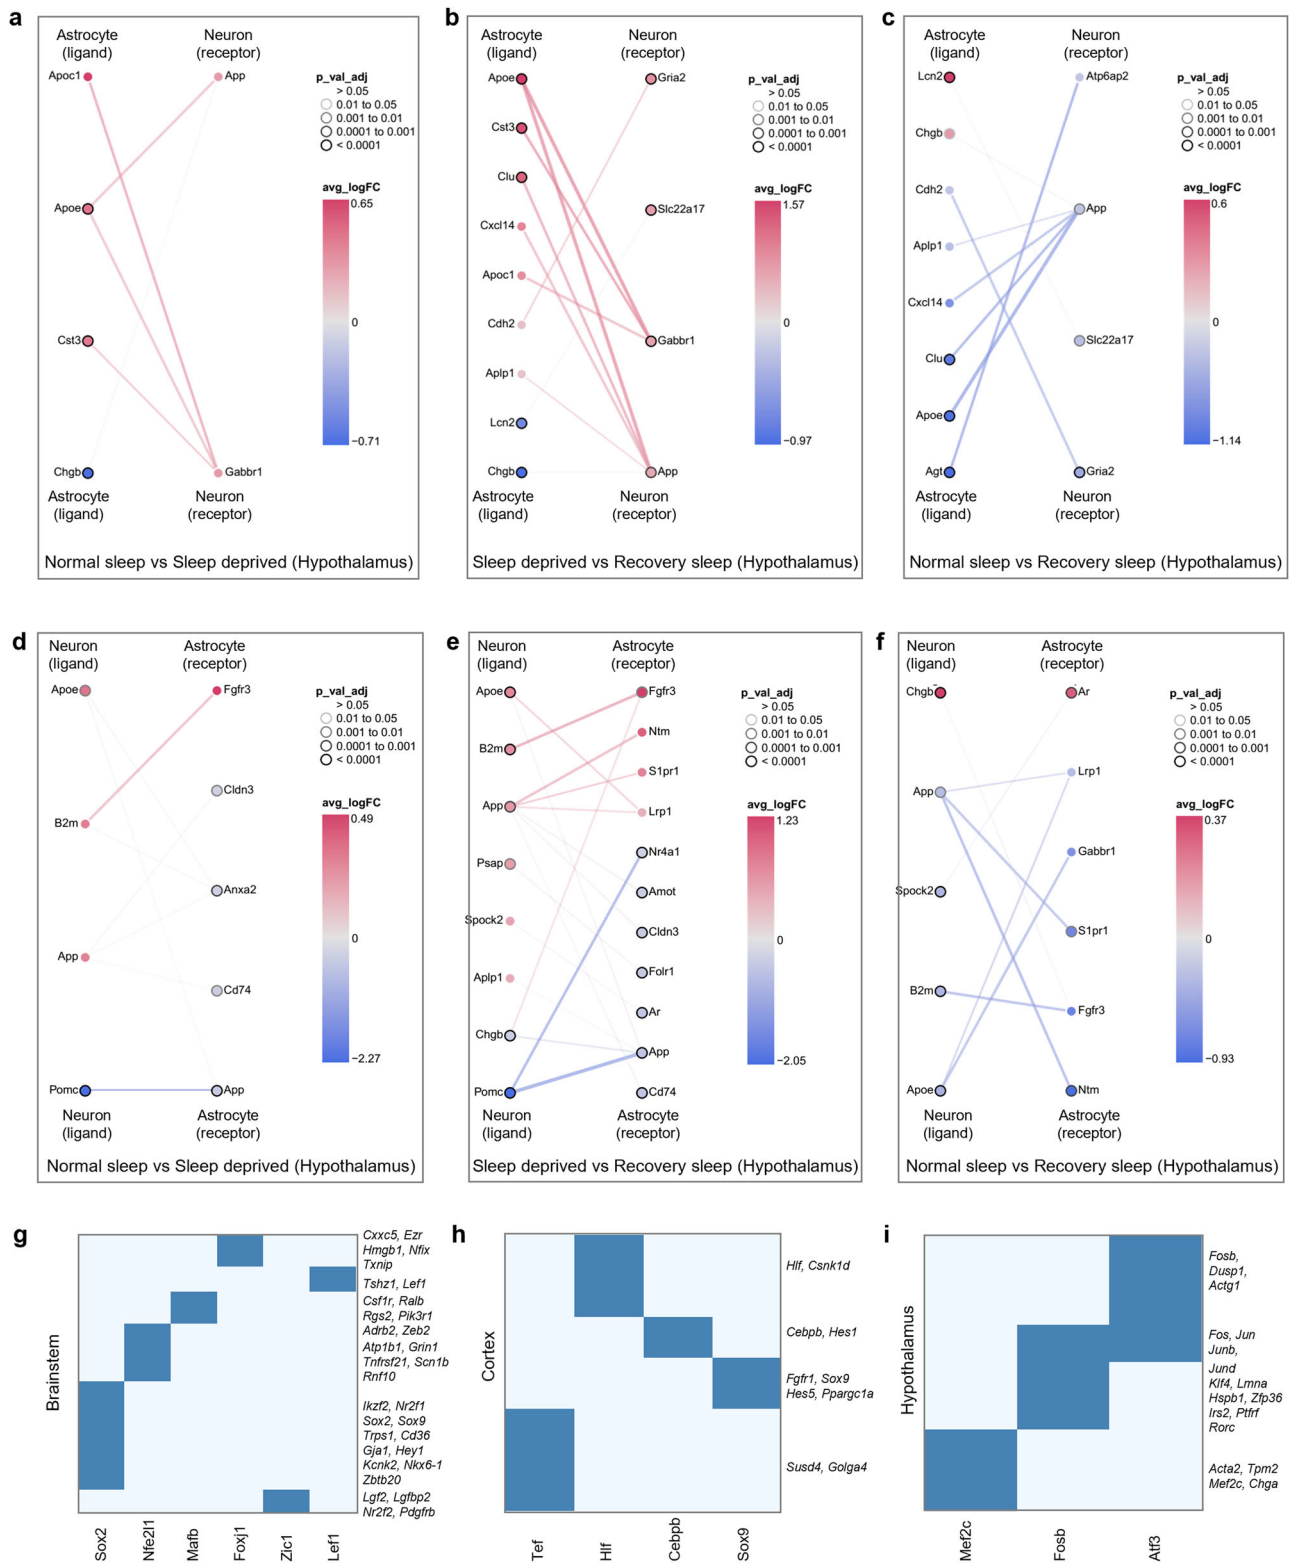 a
Astrocyte
(ligand)
Neuron
(receptor)
Apoc1
App
Apoe
Cst3
Chgb
Gabbr1
Astrocyte
(ligand)
Neuron
(receptor)
p_val_adj
> 0.05
0.01 to 0.05
0.001 to 0.01
0.0001 to 0.001
< 0.0001
avg_logFC
0.65
0
−0.71
Normal sleep vs Sleep deprived (Hypothalamus)
b
Astrocyte
(ligand)
Neuron
(receptor)
Apoe
Gria2
Cst3
Clu
Slc22a17
Cxcl14
Apoc1
Cdh2
Gabbr1
Aplp1
Lcn2
Chgb
App
Astrocyte
(ligand)
Neuron
(receptor)
p_val_adj
> 0.05
0.01 to 0.05
0.001 to 0.01
0.0001 to 0.001
< 0.0001
avg_logFC
1.57
0
−0.97
Sleep deprived vs Recovery sleep (Hypothalamus)
c
Astrocyte
(ligand)
Neuron
(receptor)
Lcn2
Atp6ap2
Chgb
Cdh2
App
Aplp1
Cxcl14
Slc22a17
Clu
Apoe
Agt
Gria2
Astrocyte
(ligand)
Neuron
(receptor)
p_val_adj
> 0.05
0.01 to 0.05
0.001 to 0.01
0.0001 to 0.001
< 0.0001
avg_logFC
0.6
0
−1.14
Normal sleep vs Recovery sleep (Hypothalamus)
d
Neuron
(ligand)
Astrocyte
(receptor)
Apoe
Fgfr3
Cldn3
B2m
Anxa2
App
Cd74
Pomc
App
Neuron
(ligand)
Astrocyte
(receptor)
p_val_adj
> 0.05
0.01 to 0.05
0.001 to 0.01
0.0001 to 0.001
< 0.0001
avg_logFC
0.49
0
−2.27
Normal sleep vs Sleep deprived (Hypothalamus)
e
Neuron
(ligand)
Astrocyte
(receptor)
Apoe
Fgfr3
B2m
Ntm
S1pr1
App
Lrp1
Nr4a1
Psap
Amot
Spock2
Cldn3
Aplp1
Folr1
Ar
Chgb
App
Pomc
Cd74
Neuron
(ligand)
Astrocyte
(receptor)
p_val_adj
> 0.05
0.01 to 0.05
0.001 to 0.01
0.0001 to 0.001
< 0.0001
avg_logFC
1.23
0
−2.05
Sleep deprived vs Recovery sleep (Hypothalamus)
f
Neuron
(ligand)
Astrocyte
(receptor)
Chgb
Ar
App
Lrp1
Gabbr1
Spock2
S1pr1
B2m
Fgfr3
Apoe
Ntm
Neuron
(ligand)
Astrocyte
(receptor)
p_val_adj
> 0.05
0.01 to 0.05
0.001 to 0.01
0.0001 to 0.001
< 0.0001
avg_logFC
0.37
0
−0.93
Normal sleep vs Recovery sleep (Hypothalamus)
g
Brainstem
Cxxc5, Ezr
Hmgb1, Nfix
Txnip
Tshz1, Lef1
Csf1r, Ralb
Rgs2, Pik3r1
Adrb2, Zeb2
Atp1b1, Grin1
Tnfrsf21, Scn1b
Rnf10
Ikzf2, Nr2f1
Sox2, Sox9
Trps1, Cd36
Gja1, Hey1
Kcnk2, Nkx6-1
Zbtb20
Lgf2, Lgfbp2
Nr2f2, Pdgfrb
Sox2
Nfe2l1
Mafb
Foxj1
Zic1
Lef1
h
Cortex
Hlf, Csnk1d
Cebpb, Hes1
Fgfr1, Sox9
Hes5, Ppargc1a
Susd4, Golga4
Tef
Hlf
Cebpb
Sox9
i
Hypothalamus
Fosb,
Dusp1,
Actg1
Fos, Jun
Junb,
Jund
Klf4, Lmna
Hspb1, Zfp36
Irs2, Ptfrf
Rorc
Acta2, Tpm2
Mef2c, Chga
Mef2c
Fosb
Atf3